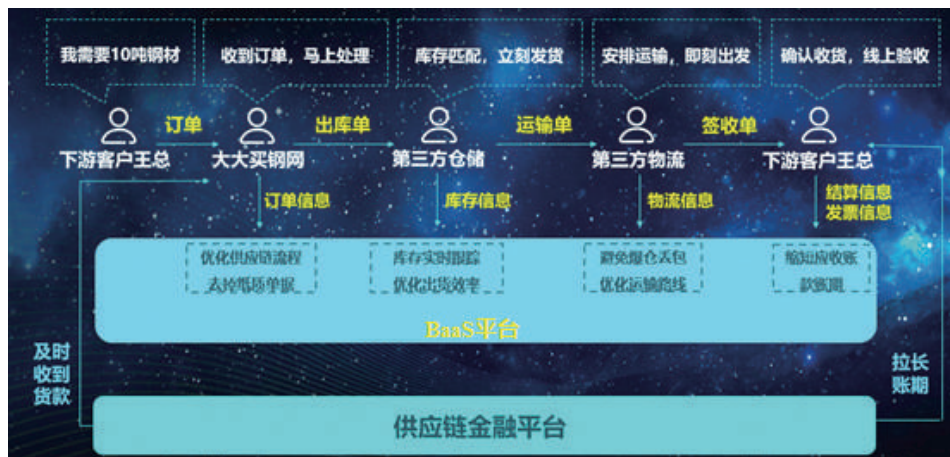 我需要10吨钢材
收到订单，马上处理
库存匹配，立刻发货
安排运输，即刻出发
确认收货，线上验收
订单
出库单
运输单
签收单
下游客户王总
大大买钢网
第三方仓储
第三方物流
下游客户王总
订单信息
库存信息
物流信息
结算信息
发票信息
优化供应链流程
去掉纸质单据
库存实时跟踪
优化出货效率
避免爆仓丢包
优化运输路线
缩短应收账
款账期
BaaS平台
及时
收到
货款
拉长
账期
供应链金融平台